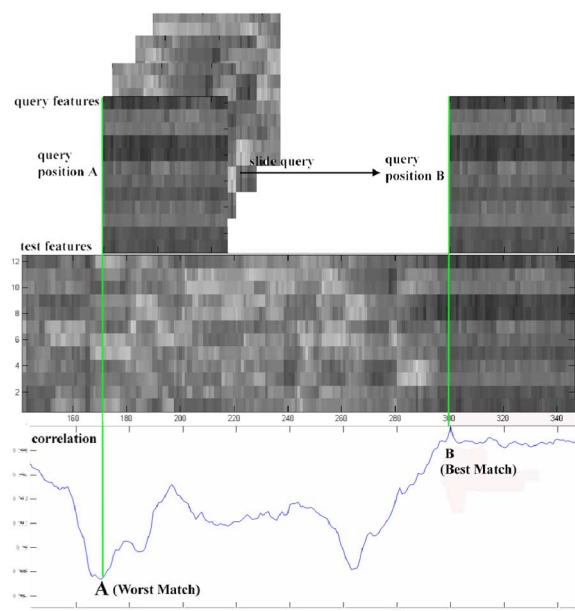 query features
query
position A
slide query
query
position B
test features
12
10
8
6
4
2
160
180
200
220
240
260
280
300
320
340
correlation
B
(Best Match)
A (Worst Match)